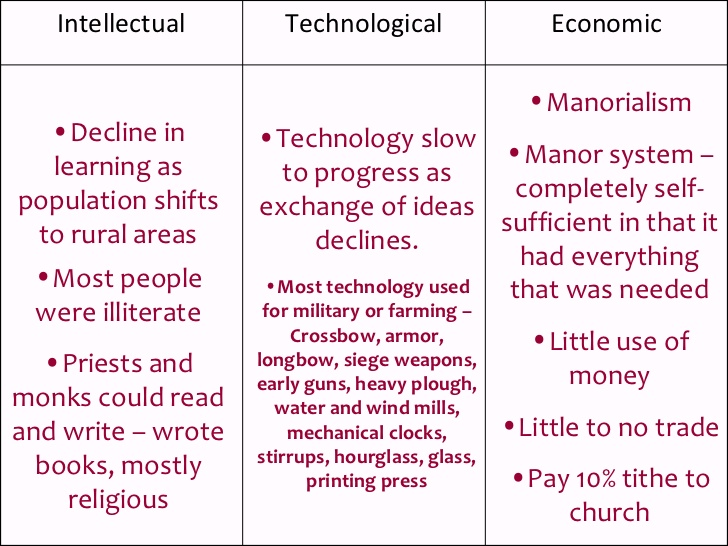 Intellectual
Technological
Economic
•Decline in
learning as
population shifts
to rural areas
•Most people
were illiterate
•Priests and
monks could read
and write – wrote
books, mostly
religious
•Technology slow
to progress as
exchange of ideas
declines.
•Most technology used
for military or farming –
Crossbow, armor,
longbow, siege weapons,
early guns, heavy plough,
water and wind mills,
mechanical clocks,
stirrups, hourglass, glass,
printing press
•Manorialism
•Manor system –
completely self-
sufficient in that it
had everything
that was needed
•Little use of
money
•Little to no trade
•Pay 10% tithe to
church